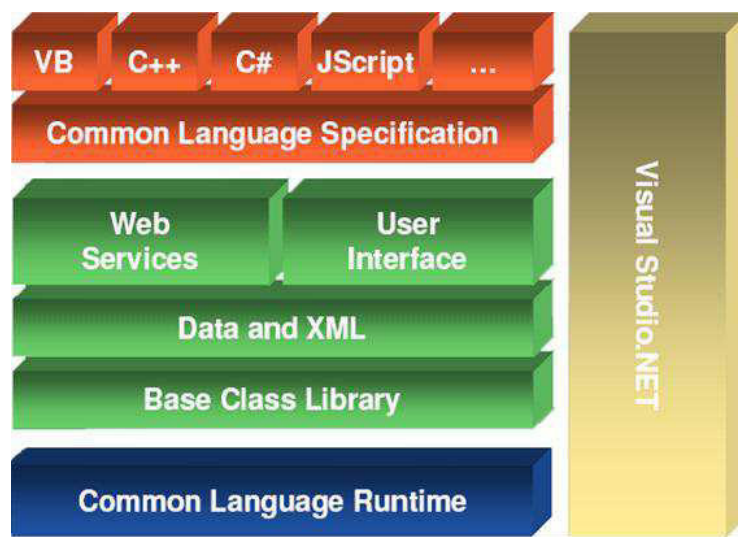 VB
C++
C#
JScript
...
Common Language Specification
Web
Services
User
Interface
Data and XML
Base Class Library
Common Language Runtime
Visual Studio.NET